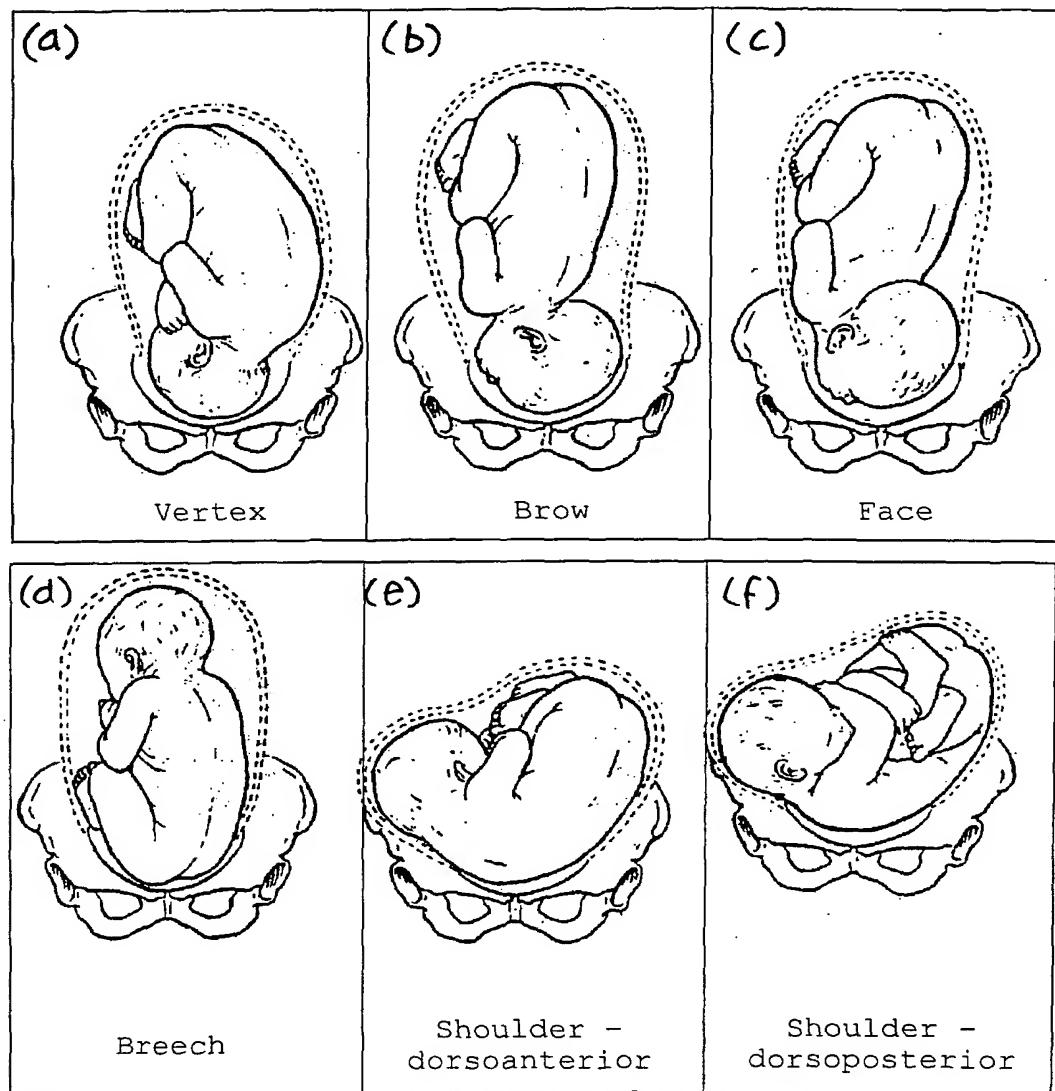 (a) (b) (c)
Vertex Brow Face
(d) (e) (f)
Breech
Shoulder –
dorsoanterior
Shoulder –
dorsoposterior